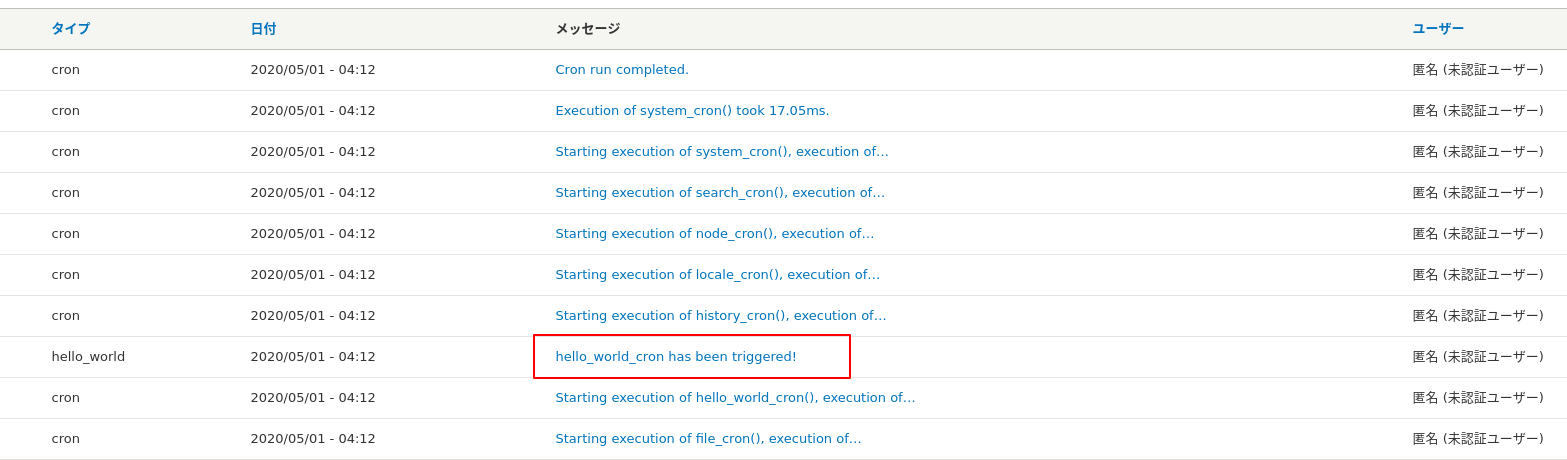 タイプ 日付 メッセージ ユーザー
cron 2020/05/01 - 04:12 Cron run completed. 匿名 (未認証ユーザー)
cron 2020/05/01 - 04:12 Execution of system_cron() took 17.05ms. 匿名 (未認証ユーザー)
cron 2020/05/01 - 04:12 Starting execution of system_cron(), execution of… 匿名 (未認証ユーザー)
cron 2020/05/01 - 04:12 Starting execution of search_cron(), execution of… 匿名 (未認証ユーザー)
cron 2020/05/01 - 04:12 Starting execution of node_cron(), execution of… 匿名 (未認証ユーザー)
cron 2020/05/01 - 04:12 Starting execution of locale_cron(), execution of… 匿名 (未認証ユーザー)
cron 2020/05/01 - 04:12 Starting execution of history_cron(), execution of… 匿名 (未認証ユーザー)
hello_world 2020/05/01 - 04:12 hello_world_cron has been triggered! 匿名 (未認証ユーザー)
cron 2020/05/01 - 04:12 Starting execution of hello_world_cron(), execution of… 匿名 (未認証ユーザー)
cron 2020/05/01 - 04:12 Starting execution of file_cron(), execution of… 匿名 (未認証ユーザー)